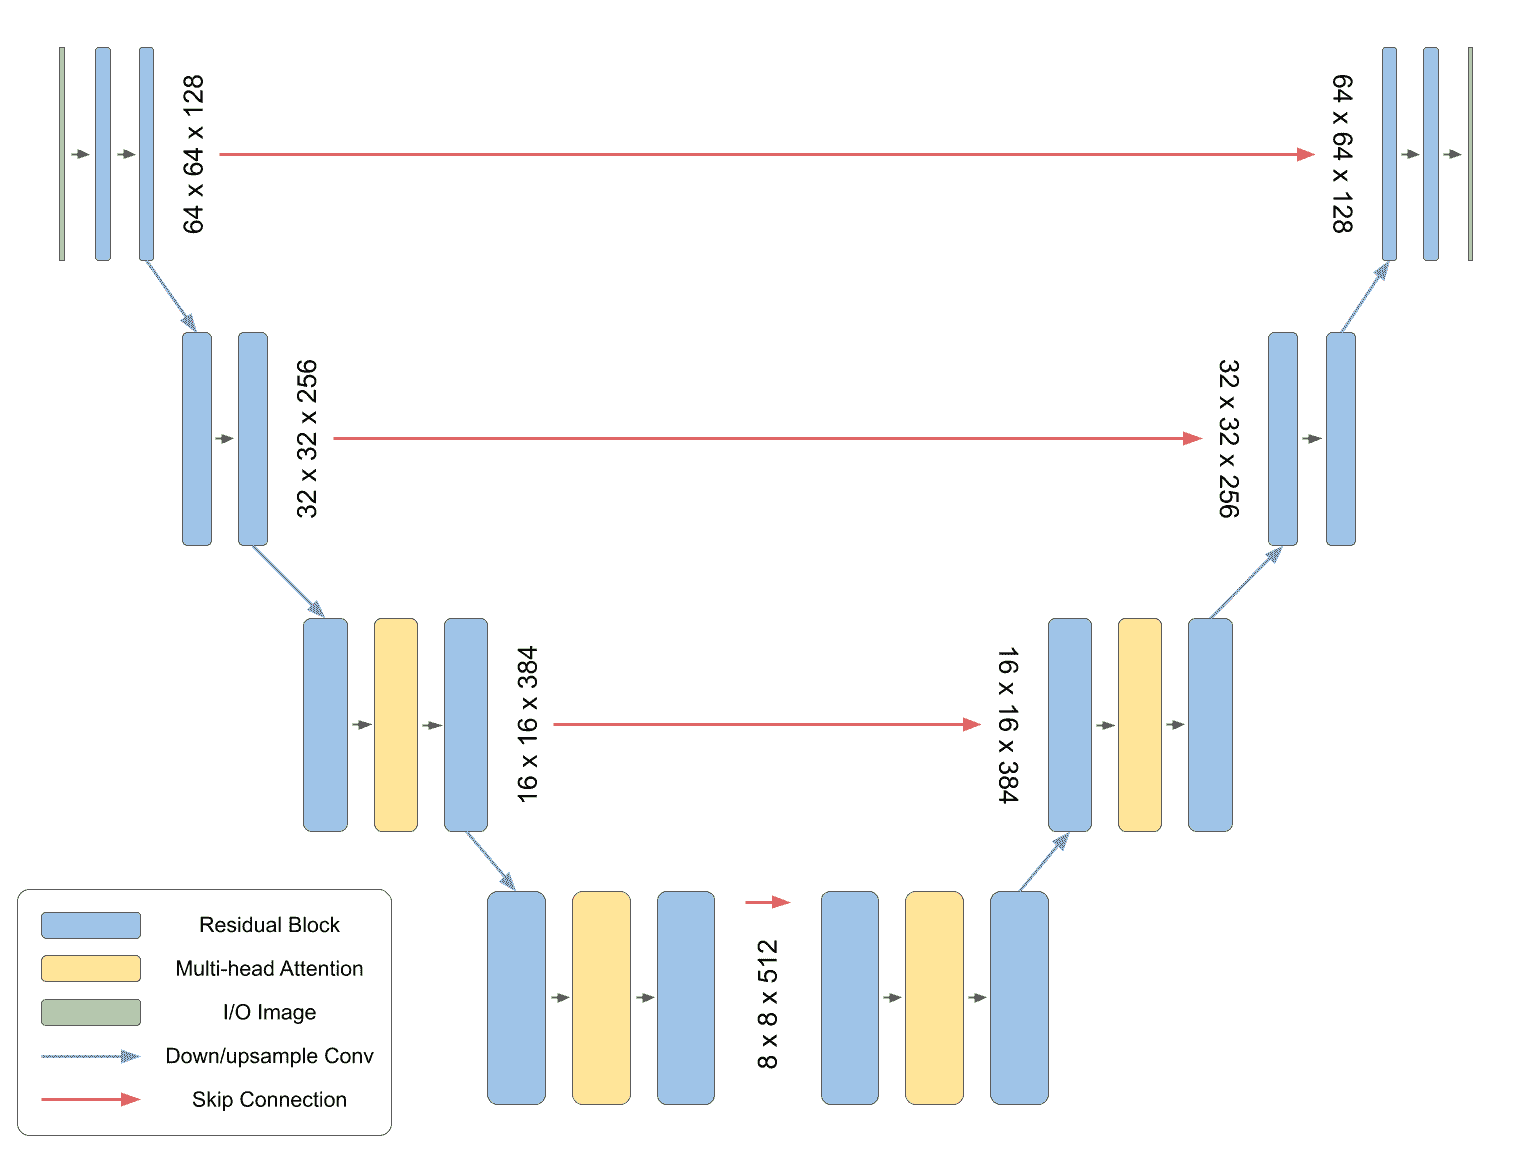 64 x 64 x 128
64 x 64 x 128
32 x 32 x 256
32 x 32 x 256
16 x 16 x 384
16 x 16 x 384
8 x 8 x 512
Residual Block
Multi-head Attention
I/O Image
Down/upsample Conv
Skip Connection